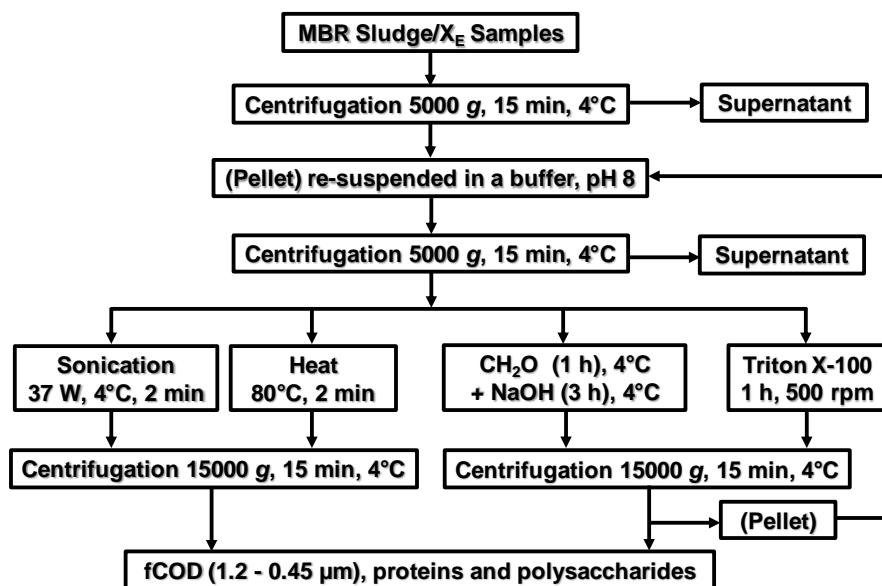 MBR Sludge/X_E Samples
Centrifugation 5000 g, 15 min, 4°C
Supernatant
(Pellet) re-suspended in a buffer, pH 8
Centrifugation 5000 g, 15 min, 4°C
Supernatant
Sonication
37 W, 4°C, 2 min
Heat
80°C, 2 min
CH₂O (1 h), 4°C
+ NaOH (3 h), 4°C
Triton X-100
1 h, 500 rpm
Centrifugation 15000 g, 15 min, 4°C
Centrifugation 15000 g, 15 min, 4°C
(Pellet)
fCOD (1.2 - 0.45 µm), proteins and polysaccharides